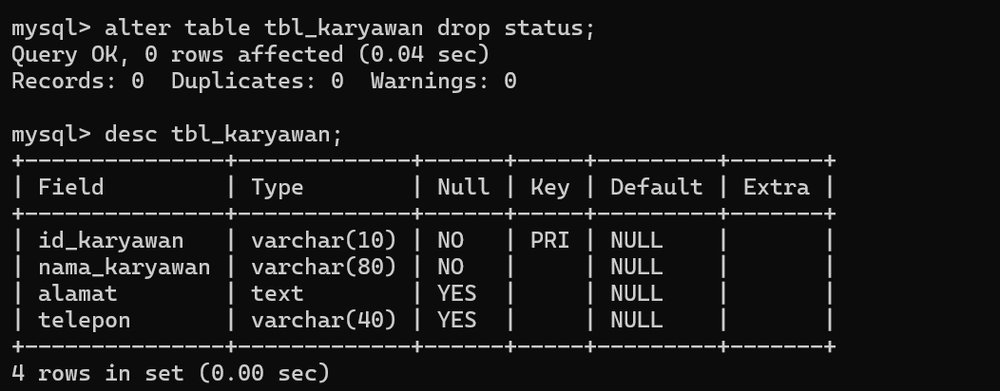 mysql> alter table tbl_karyawan drop status;
Query OK, 0 rows affected (0.04 sec)
Records: 0  Duplicates: 0  Warnings: 0

mysql> desc tbl_karyawan;
+---------------+-------------+------+-----+---------+-------+
| Field         | Type        | Null | Key | Default | Extra |
+---------------+-------------+------+-----+---------+-------+
| id_karyawan   | varchar(10) | NO   | PRI | NULL    |       |
| nama_karyawan | varchar(80) | NO   |     | NULL    |       |
| alamat        | text        | YES  |     | NULL    |       |
| telepon       | varchar(40) | YES  |     | NULL    |       |
+---------------+-------------+------+-----+---------+-------+
4 rows in set (0.00 sec)